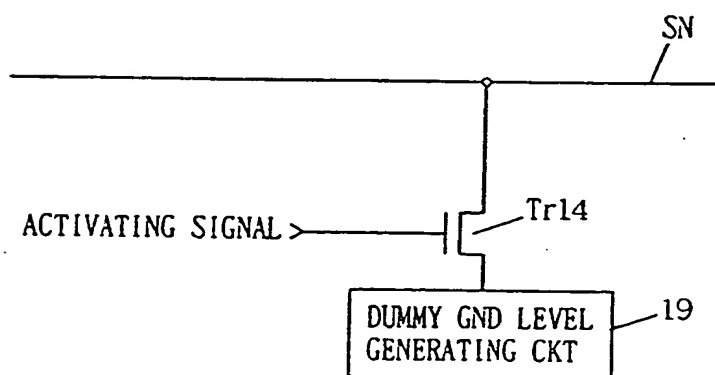 SN
ACTIVATING SIGNAL
Tr14
DUMMY GND LEVEL
GENERATING CKT
19